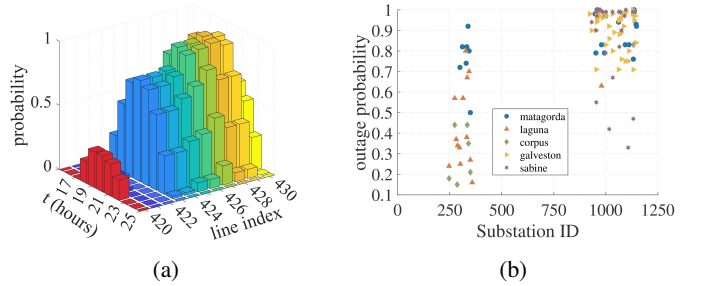 1
0.5
0
probability
17
19
21
23
25
t (hours)
420
422
424
426
428
430
line index
(a)
1
0.9
0.8
0.7
0.6
0.5
0.4
0.3
0.2
0.1
outage probability
matagorda
laguna
corpus
galveston
sabine
0
250
500
750
1000
1250
Substation ID
(b)